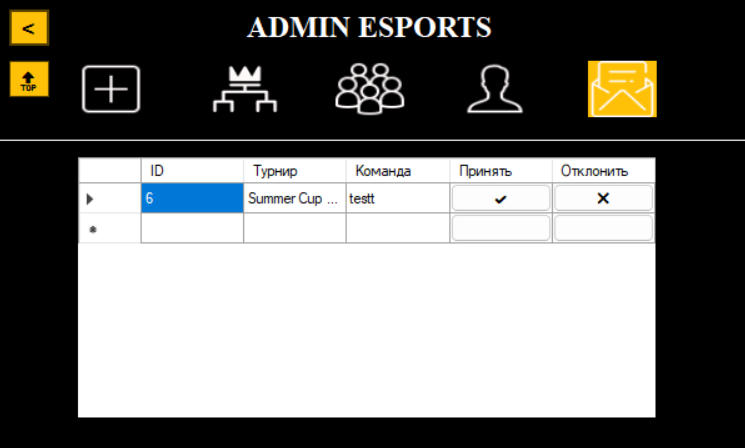 <
ADMIN ESPORTS
TOP
ID Турнир Команда Принять Отклонить
6 Summer Cup ... testt ✔ ✕